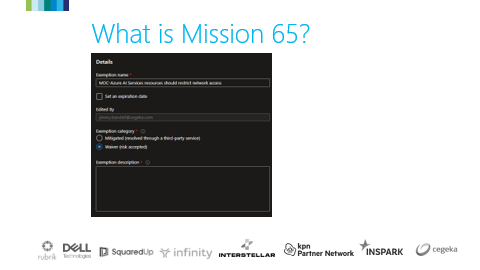 What is Mission 65?
Details
Exemption name *
MDC-Azure AI Services resources should restrict network access
Set an expiration date
Edited By
Exemption category *
Mitigated (resolved through a third-party service)
Waiver (risk accepted)
Exemption description *
rubrik
DELL
Technologies
SquaredUp
infinity
INTERSTELLAR
kpn
Partner Network
INSPARK
cegeka